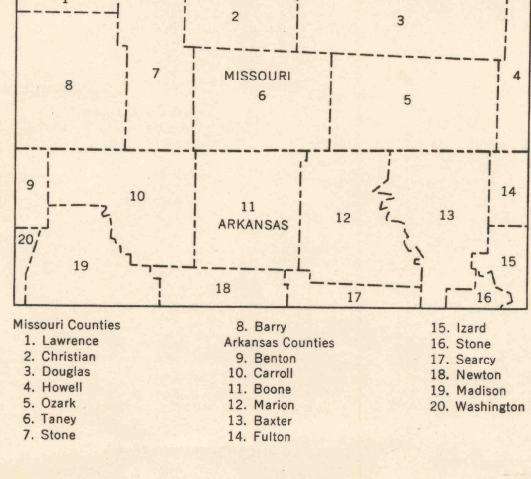 1
2
3
MISSOURI
4
8
7
6
5
9
10
11
ARKANSAS
12
13
14
20
19
15
18
17
16
Missouri Counties
1. Lawrence
2. Christian
3. Douglas
4. Howell
5. Ozark
6. Taney
7. Stone
8. Barry
Arkansas Counties
9. Benton
10. Carroll
11. Boone
12. Marion
13. Baxter
14. Fulton
15. Izard
16. Stone
17. Searcy
18. Newton
19. Madison
20. Washington